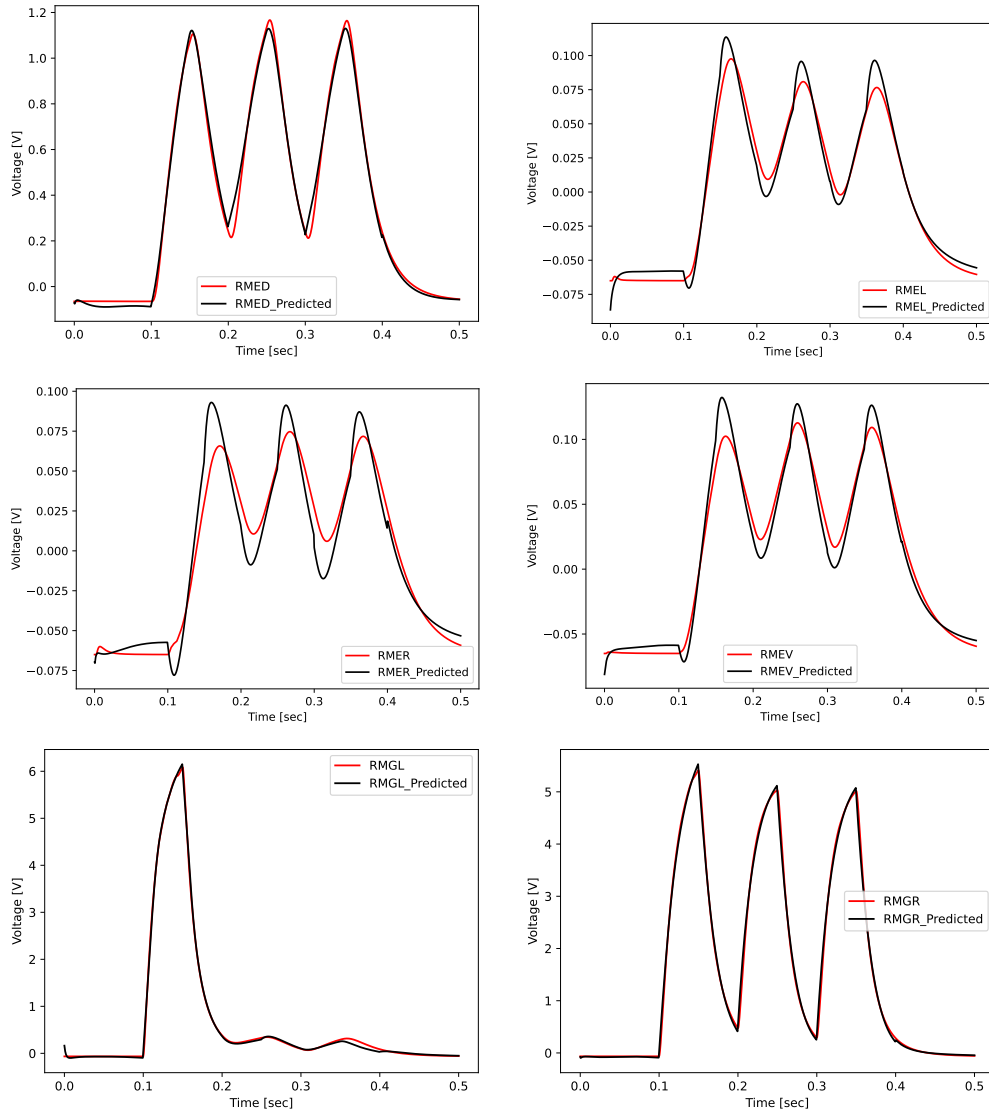 1.2
1.0
0.8
0.6
0.4
0.2
0.0
Voltage [V]
RMED
RMED_Predicted
0.0 0.1 0.2 0.3 0.4 0.5
Time [sec]
0.100
0.075
0.050
0.025
0.000
−0.025
−0.050
−0.075
Voltage [V]
RMEL
RMEL_Predicted
0.0 0.1 0.2 0.3 0.4 0.5
Time [sec]
0.100
0.075
0.050
0.025
0.000
−0.025
−0.050
−0.075
Voltage [V]
RMER
RMER_Predicted
0.0 0.1 0.2 0.3 0.4 0.5
Time [sec]
0.10
0.05
0.00
−0.05
Voltage [V]
RMEV
RMEV_Predicted
0.0 0.1 0.2 0.3 0.4 0.5
Time [sec]
6
5
4
3
2
1
0
Voltage [V]
RMGL
RMGL_Predicted
0.0 0.1 0.2 0.3 0.4 0.5
Time [sec]
5
4
3
2
1
0
Voltage [V]
RMGR
RMGR_Predicted
0.0 0.1 0.2 0.3 0.4 0.5
Time [sec]